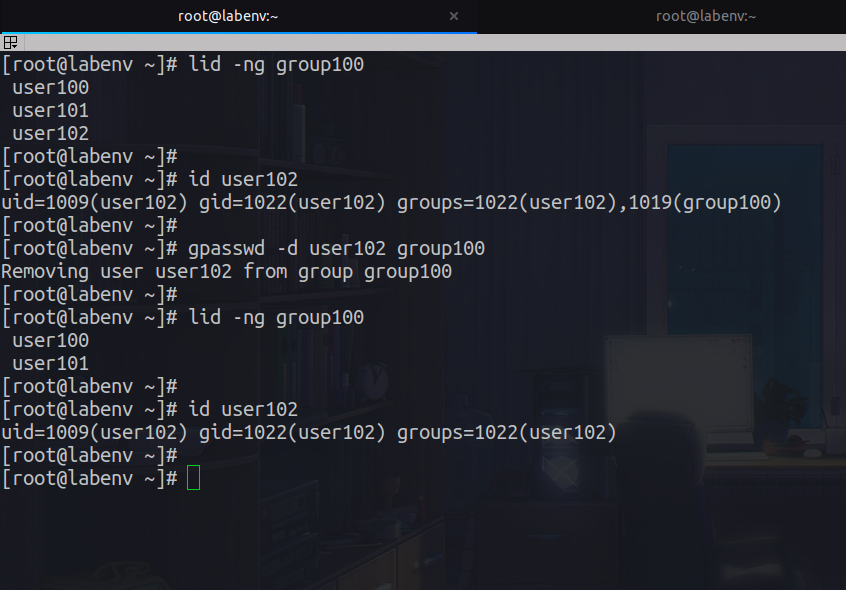 root@labenv:~ × root@labenv:~
[root@labenv ~]# lid -ng group100
user100
user101
user102
[root@labenv ~]#
[root@labenv ~]# id user102
uid=1009(user102) gid=1022(user102) groups=1022(user102),1019(group100)
[root@labenv ~]#
[root@labenv ~]# gpasswd -d user102 group100
Removing user user102 from group group100
[root@labenv ~]#
[root@labenv ~]# lid -ng group100
user100
user101
[root@labenv ~]#
[root@labenv ~]# id user102
uid=1009(user102) gid=1022(user102) groups=1022(user102)
[root@labenv ~]#
[root@labenv ~]#